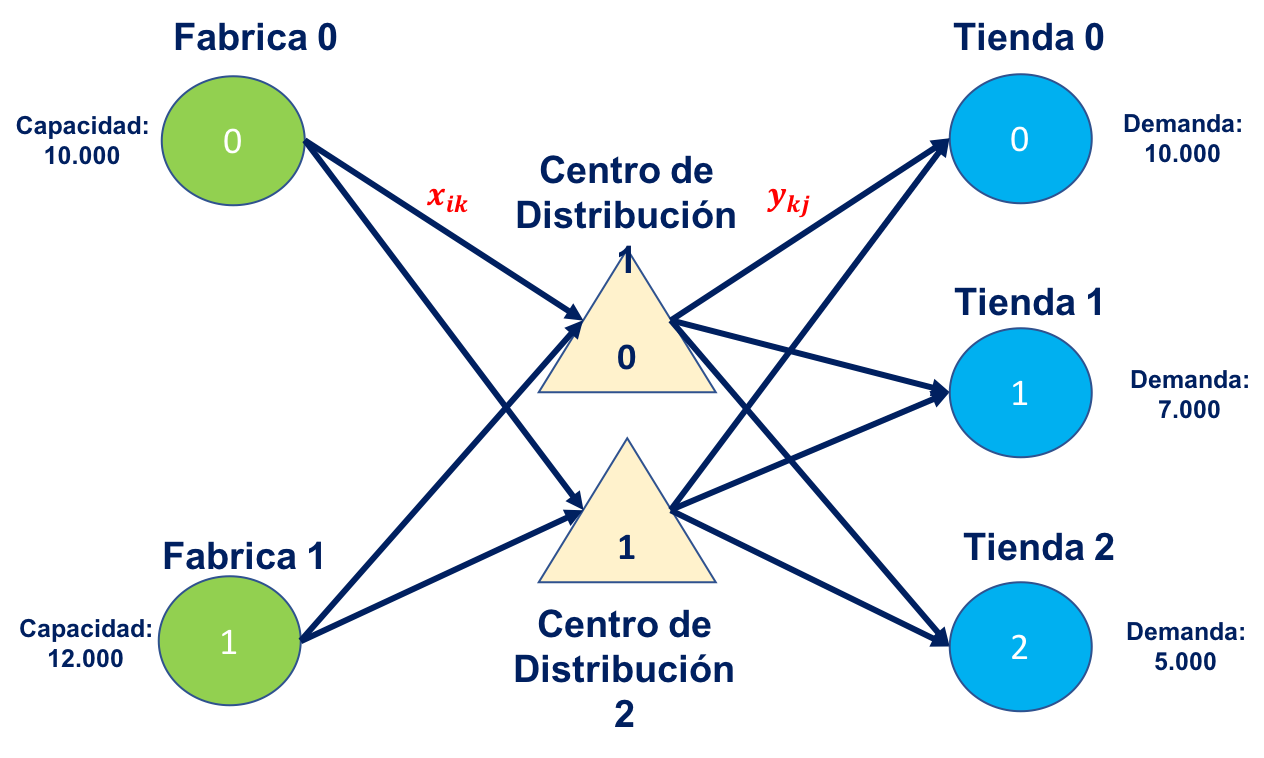 Fabrica 0
Capacidad:
10.000
0
x_{ik}
Centro de
Distribución
1
0
y_{kj}
Tienda 0
0
Demanda:
10.000
Tienda 1
1
Demanda:
7.000
Fabrica 1
Capacidad:
12.000
1
1
Centro de
Distribución
2
Tienda 2
2
Demanda:
5.000